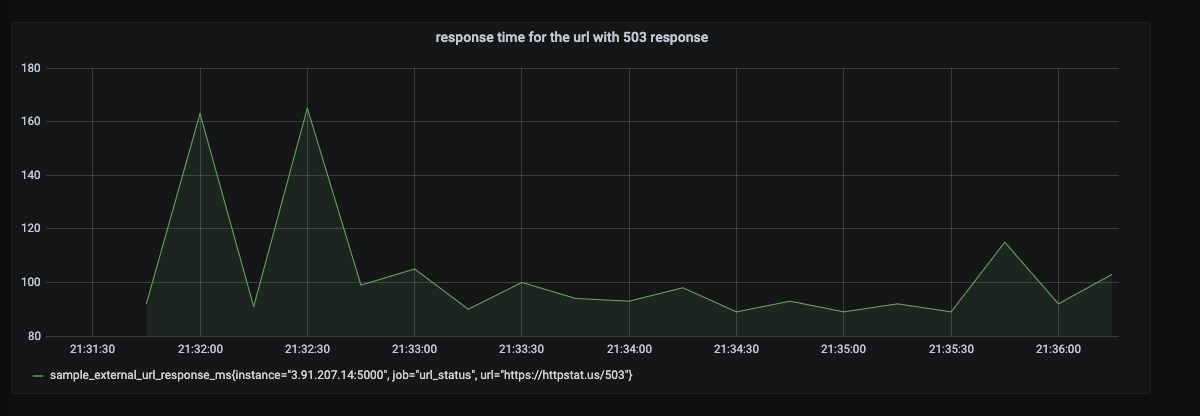 response time for the url with 503 response
180
160
140
120
100
80
21:31:30 21:32:00 21:32:30 21:33:00 21:33:30 21:34:00 21:34:30 21:35:00 21:35:30 21:36:00
sample_external_url_response_ms{instance="3.91.207.14:5000", job="url_status", url="https://httpstat.us/503"}